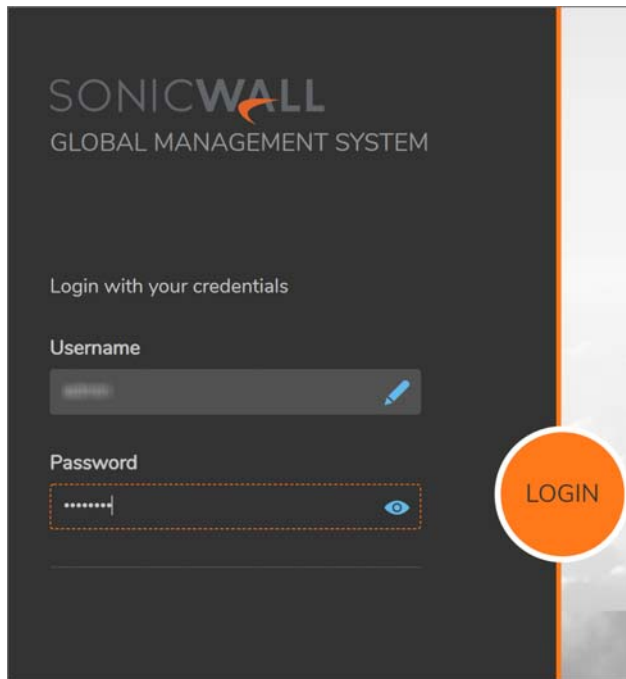 SONICWALL
GLOBAL MANAGEMENT SYSTEM
Login with your credentials
Username
Password
••••••••
LOGIN